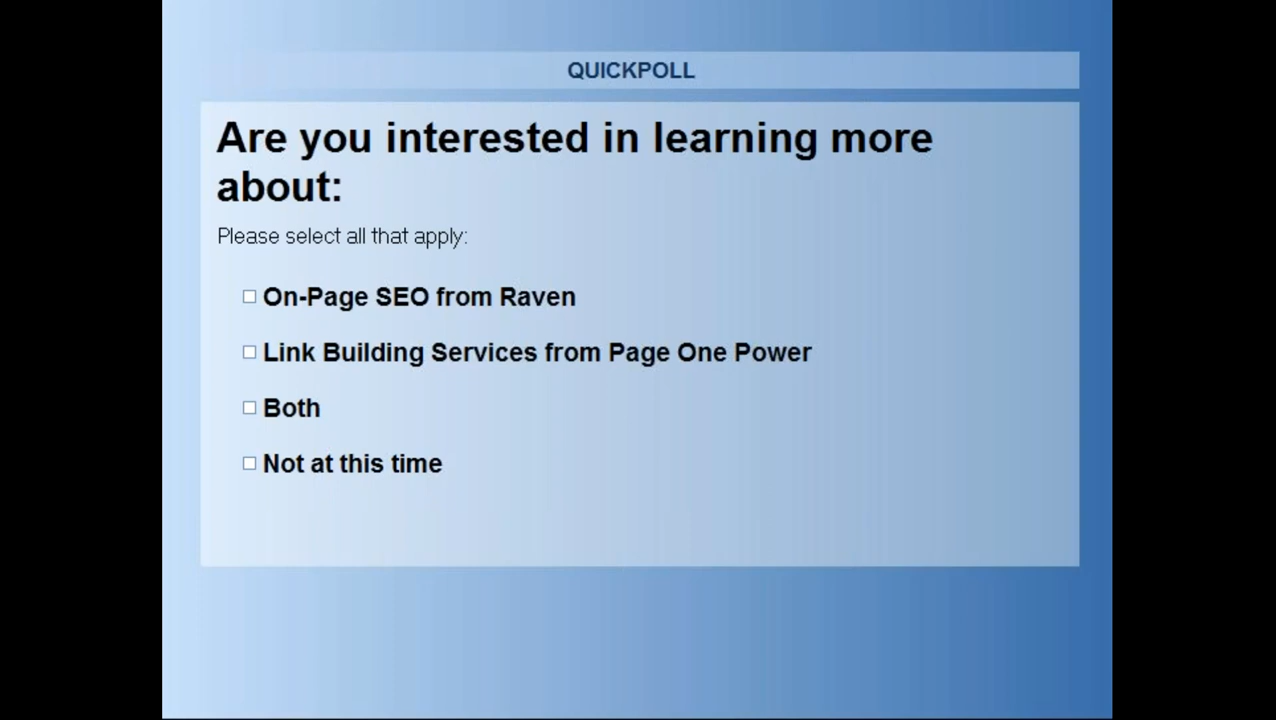 QUICKPOLL
Are you interested in learning more
about:
Please select all that apply:
On-Page SEO from Raven
Link Building Services from Page One Power
Both
Not at this time